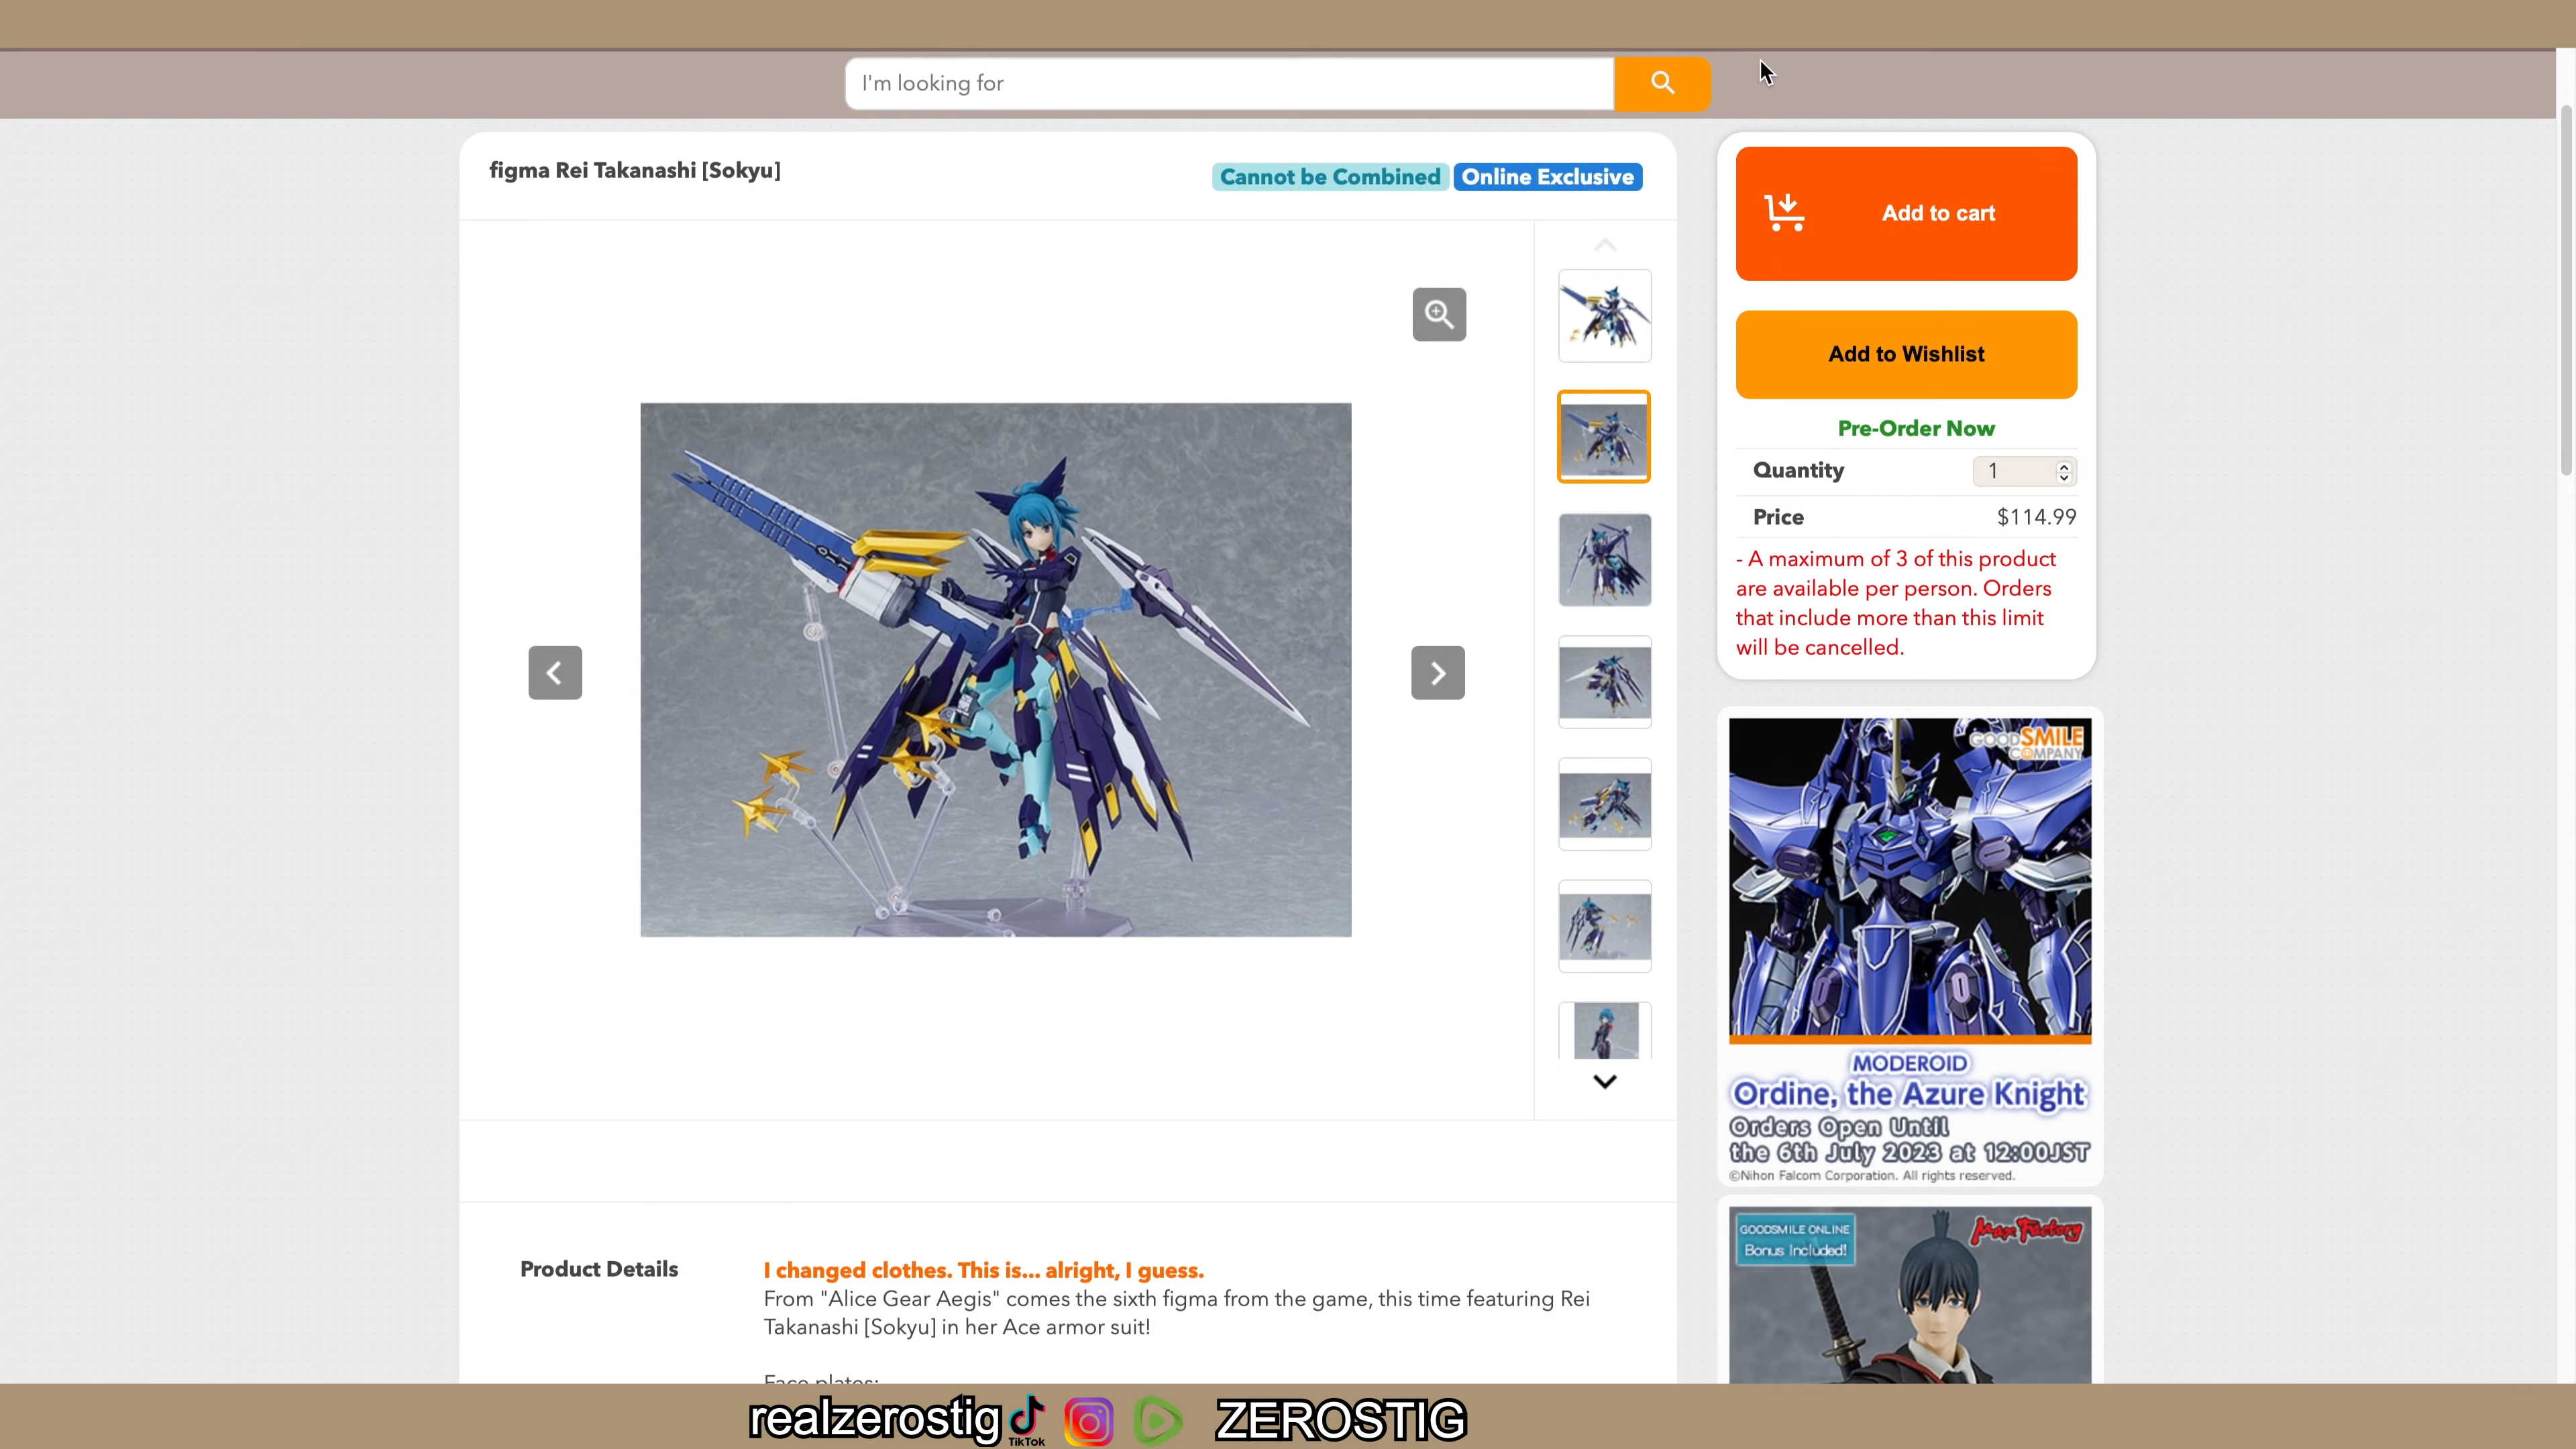 I'm looking for
figma Rei Takanashi [Sokyu]
Cannot be Combined
Online Exclusive
Add to cart
Add to Wishlist
Pre-Order Now
Quantity
1
Price
$114.99
- A maximum of 3 of this product
are available per person. Orders
that include more than this limit
will be cancelled.
GOODSMILE
COMPANY
MODEROID
Ordine, the Azure Knight
Orders Open Until
the 6th July 2023 at 12:00JST
©Nihon Falcom Corporation. All rights reserved.
GOODSMILE ONLINE
Bonus Included!
Max Factory
Product Details
I changed clothes. This is... alright, I guess.
From "Alice Gear Aegis" comes the sixth figma from the game, this time featuring Rei
Takanashi [Sokyu] in her Ace armor suit!
Face plates:
realzerostig
TikTok
ZEROSTIG